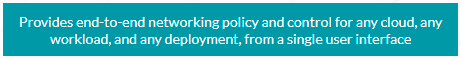 Provides end-to-end networking policy and control for any cloud, any
workload, and any deployment, from a single user interface